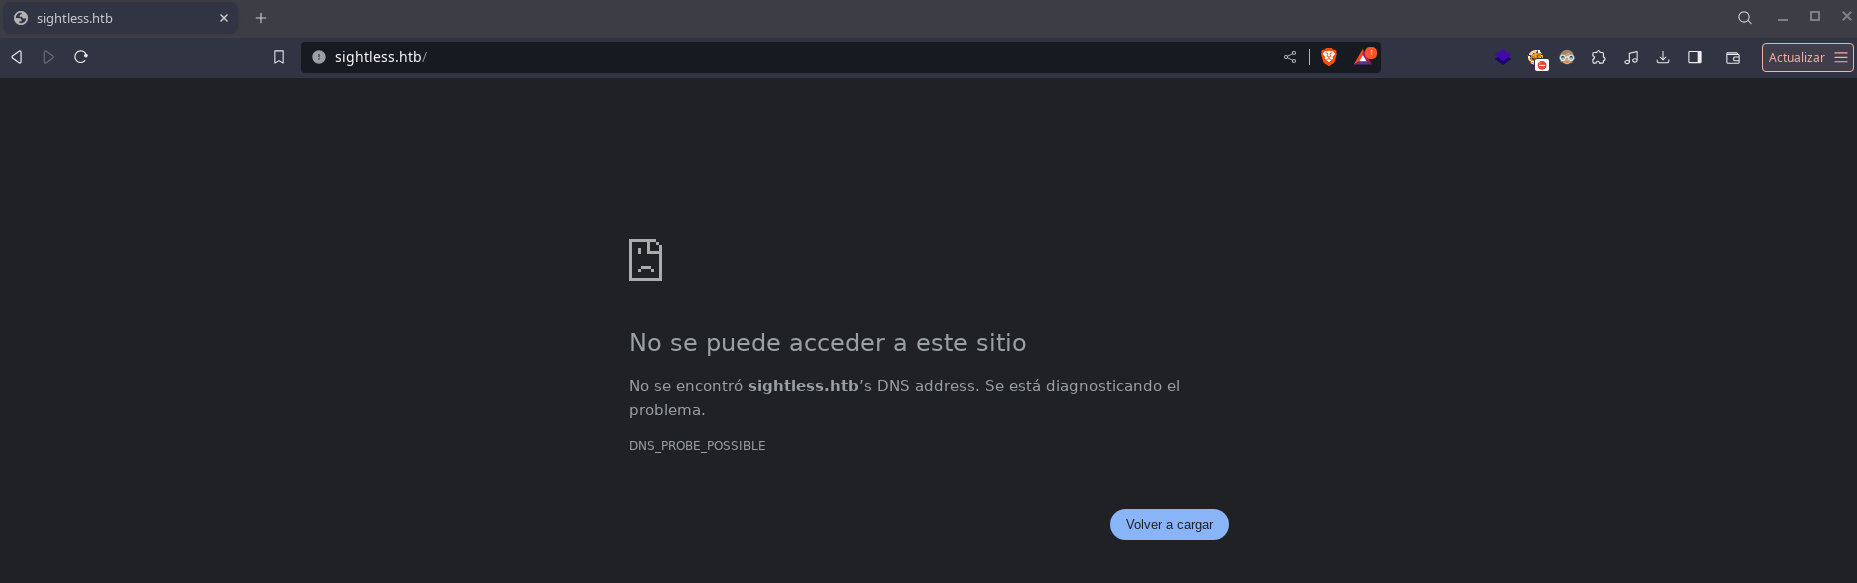 sightless.htb
sightless.htb/
Actualizar
No se puede acceder a este sitio
No se encontró sightless.htb’s DNS address. Se está diagnosticando el
problema.
DNS_PROBE_POSSIBLE
Volver a cargar